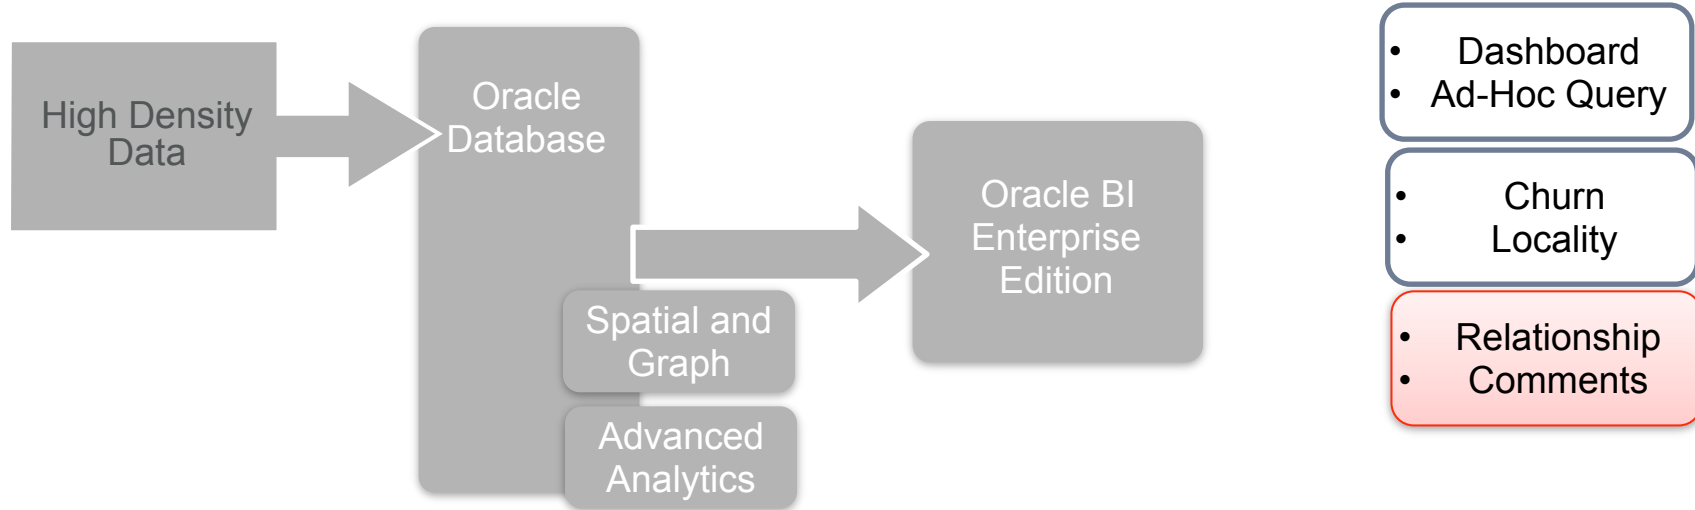 High Density
Data
Oracle
Database
Spatial and
Graph
Advanced
Analytics
Oracle BI
Enterprise
Edition
• Dashboard
• Ad-Hoc Query
• Churn
• Locality
• Relationship
• Comments